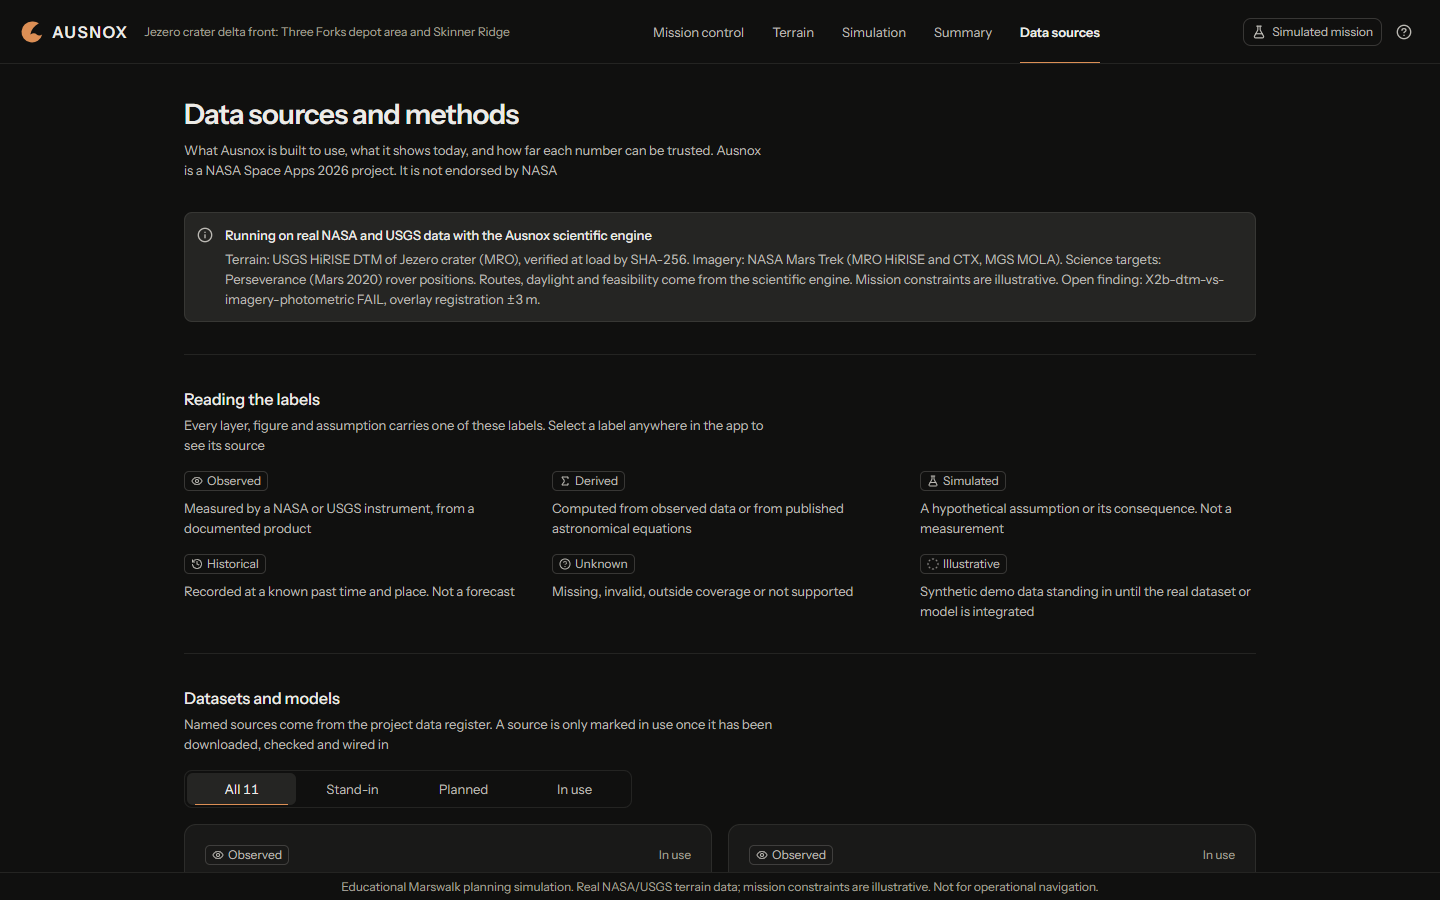 AUSNOX
Jezero crater delta front: Three Forks depot area and Skinner Ridge
Mission control
Terrain
Simulation
Summary
Data sources
Simulated mission
Data sources and methods
What Ausnox is built to use, what it shows today, and how far each number can be trusted. Ausnox
is a NASA Space Apps 2026 project. It is not endorsed by NASA
Running on real NASA and USGS data with the Ausnox scientific engine
Terrain: USGS HiRISE DTM of Jezero crater (MRO), verified at load by SHA-256. Imagery: NASA Mars Trek (MRO HiRISE and CTX, MGS MOLA). Science targets:
Perseverance (Mars 2020) rover positions. Routes, daylight and feasibility come from the scientific engine. Mission constraints are illustrative. Open finding: X2b-dtm-vs-
imagery-photometric FAIL, overlay registration ±3 m.
Reading the labels
Every layer, figure and assumption carries one of these labels. Select a label anywhere in the app to
see its source
Observed
Measured by a NASA or USGS instrument, from a
documented product
Derived
Computed from observed data or from published
astronomical equations
Simulated
A hypothetical assumption or its consequence. Not a
measurement
Historical
Recorded at a known past time and place. Not a forecast
Unknown
Missing, invalid, outside coverage or not supported
Illustrative
Synthetic demo data standing in until the real dataset or
model is integrated
Datasets and models
Named sources come from the project data register. A source is only marked in use once it has been
downloaded, checked and wired in
All 11
Stand-in
Planned
In use
Observed
In use
Observed
In use
Educational Marswalk planning simulation. Real NASA/USGS terrain data; mission constraints are illustrative. Not for operational navigation.